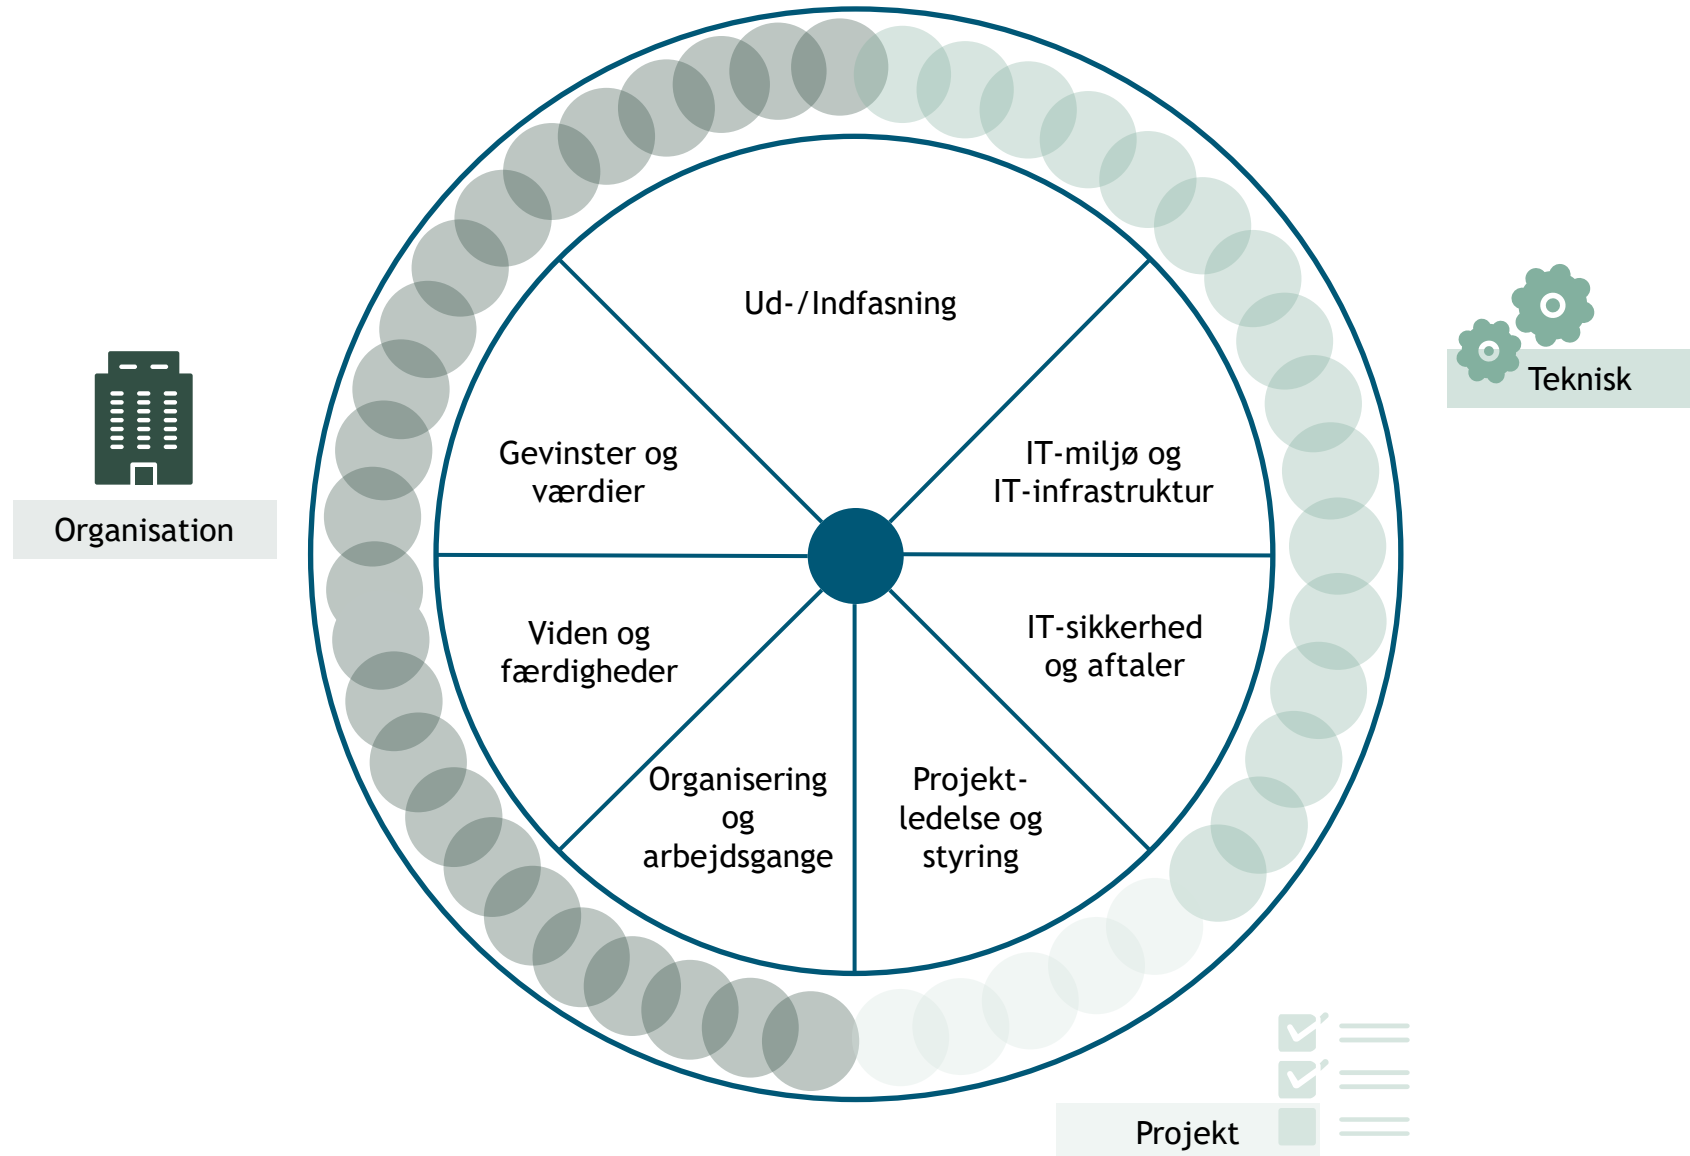 Ud-/Indfasning
Teknisk
Gevinster og
værdier
IT-miljø og
IT-infrastruktur
Organisation
Viden og
færdigheder
IT-sikkerhed
og aftaler
Organisering
og
arbejdsgange
Projekt-
ledelse og
styring
Projekt